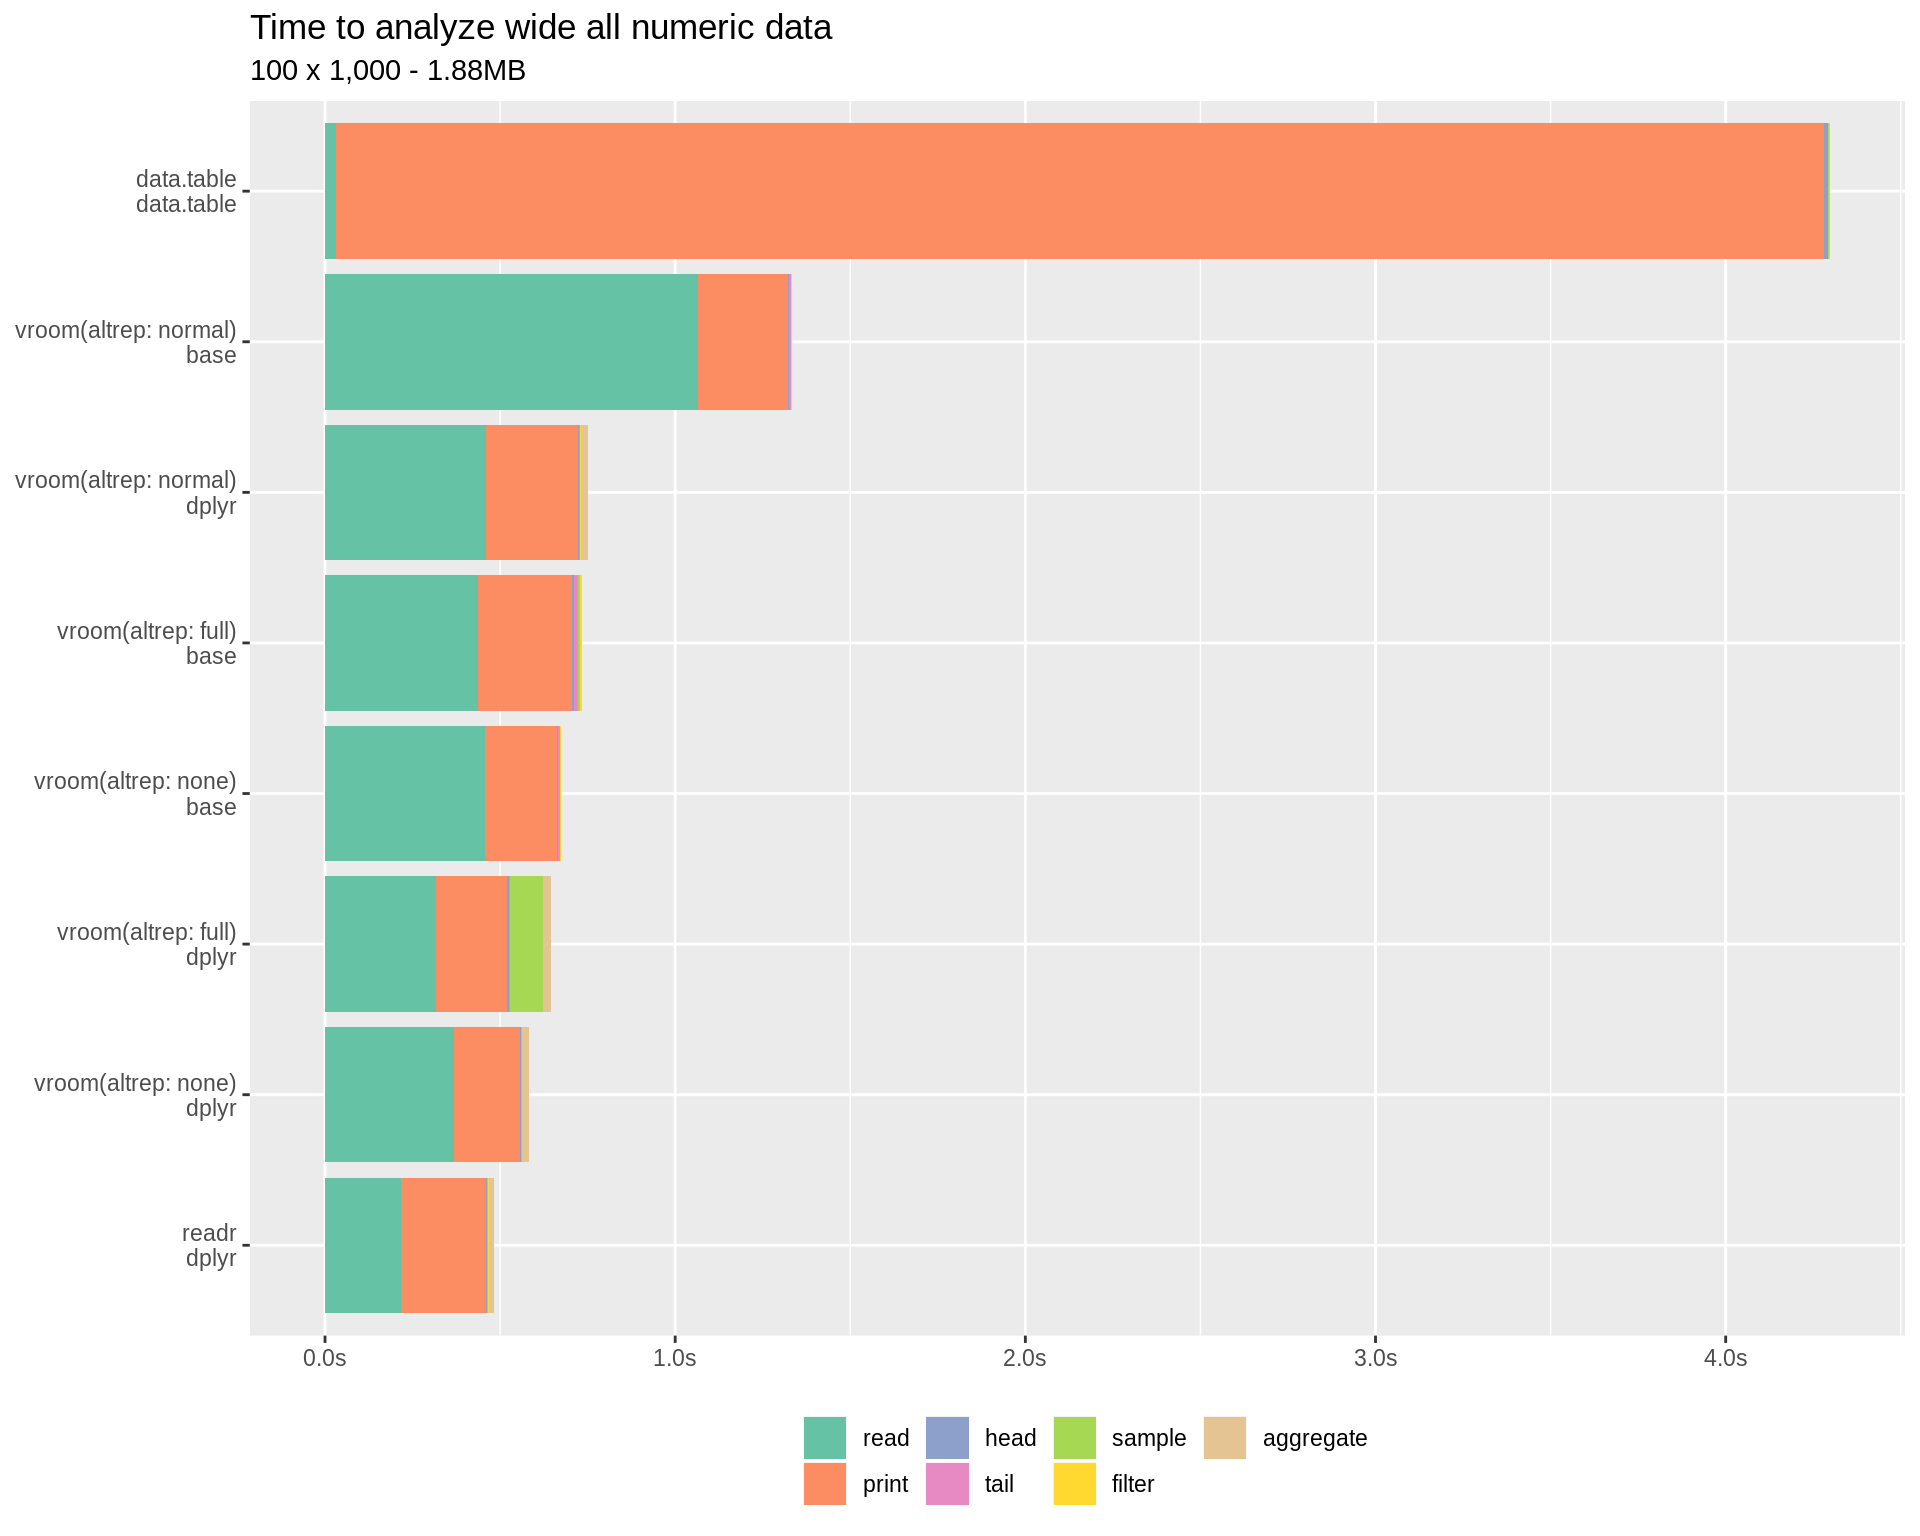 Time to analyze wide all numeric data
100 x 1,000 - 1.88MB
data.table
data.table
vroom(altrep: normal)
base
vroom(altrep: normal)
dplyr
vroom(altrep: full)
base
vroom(altrep: none)
base
vroom(altrep: full)
dplyr
vroom(altrep: none)
dplyr
readr
dplyr
0.0s 1.0s 2.0s 3.0s 4.0s
read head sample aggregate
print tail filter